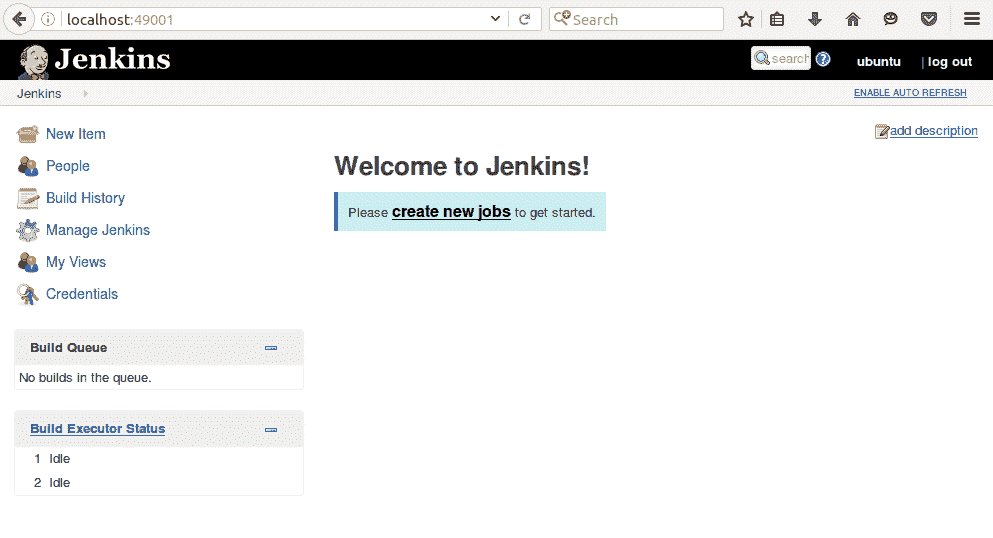 localhost:49001
Search
Jenkins
search
ubuntu
| log out
Jenkins
ENABLE AUTO REFRESH
New Item
People
Build History
Manage Jenkins
My Views
Credentials
add description
Welcome to Jenkins!
Please create new jobs to get started.
Build Queue
No builds in the queue.
Build Executor Status
1 Idle
2 Idle